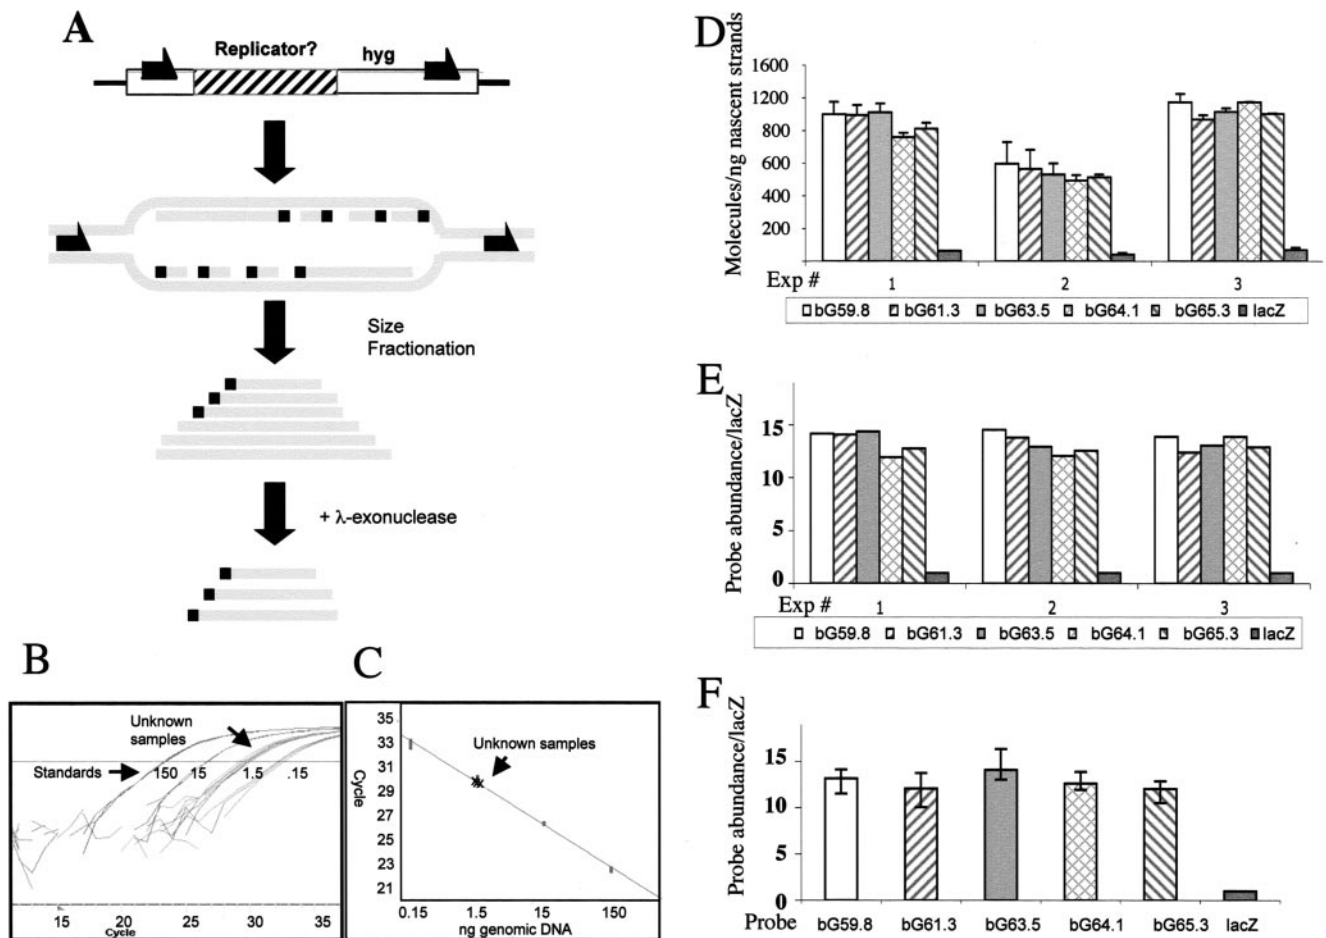 A
Replicator?
hyg
Size
Fractionation
+ λ-exonuclease
B
Unknown
samples
Standards
150 15 1.5 .15
15 20 25 30 35
Cycle
C
35
33
31
29
27
25
23
21
Cycle
Unknown samples
0.15 1.5 15 150
ng genomic DNA
D
Molecules/ng nascent strands
1600
1200
800
600
400
200
Exp # 1 2 3
bG59.8 bG61.3 bG63.5 bG64.1 bG65.3 lacZ
E
Probe abundance/lacZ
15
10
5
0
Exp # 1 2 3
bG59.8 bG61.3 bG63.5 bG64.1 bG65.3 lacZ
F
Probe abundance/lacZ
15
10
5
0
Probe bG59.8 bG61.3 bG63.5 bG64.1 bG65.3 lacZ